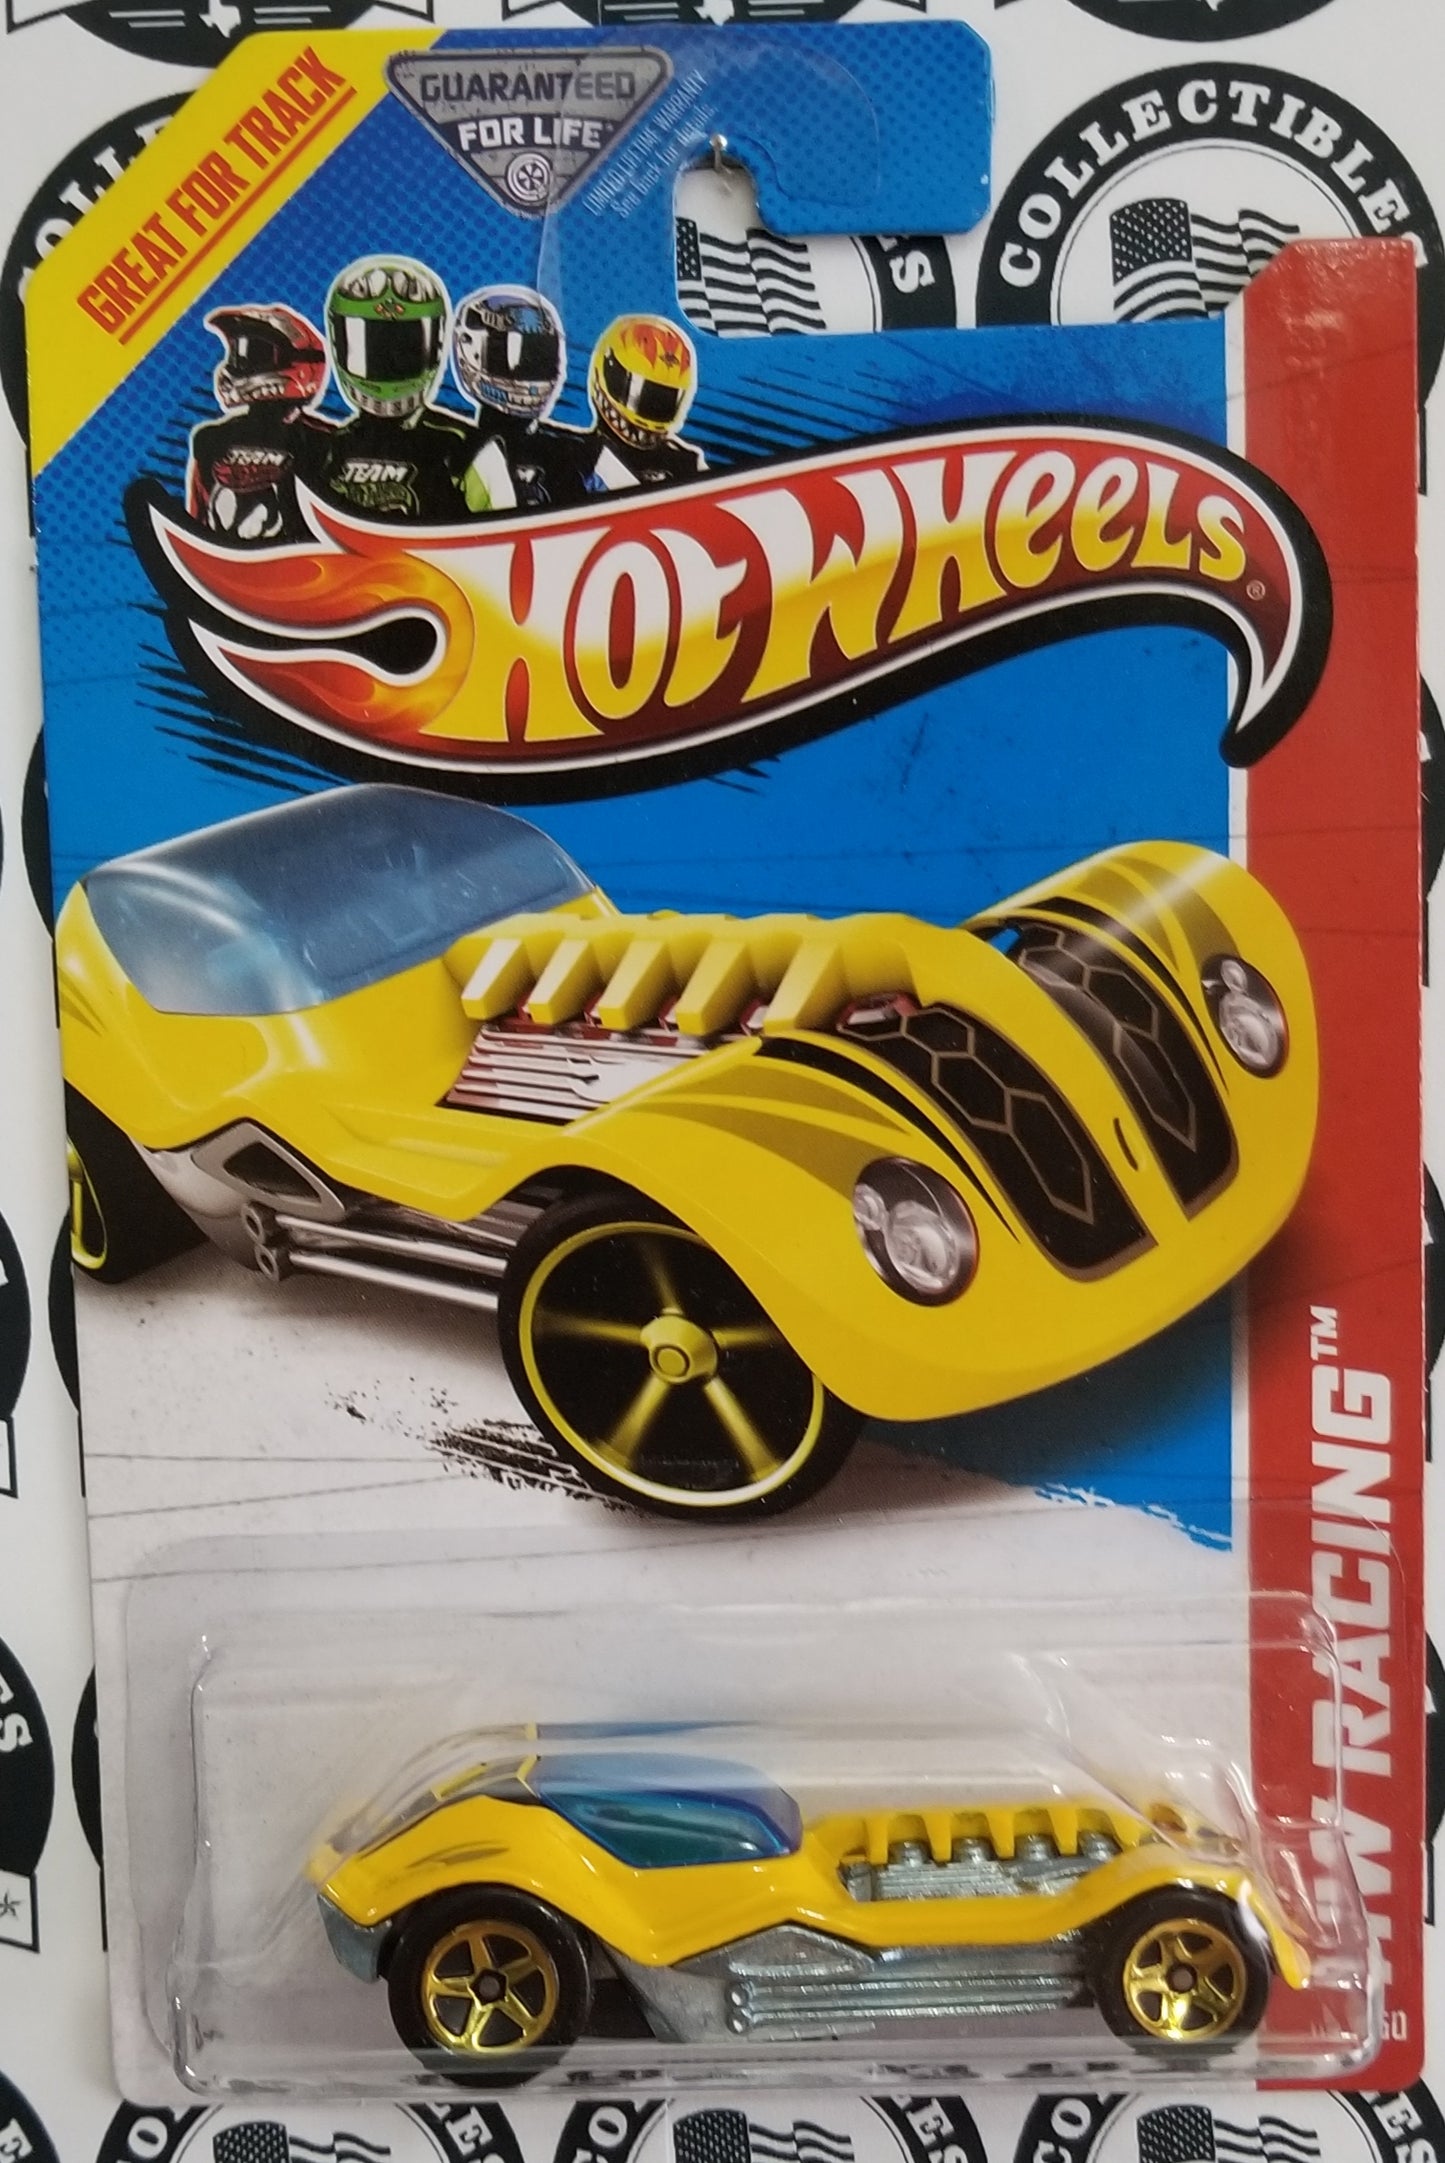 GREAT FOR TRACK
GUARANTEED
FOR LIFE
LIMITED LIFETIME WARRANTY
See back for details.
TEAM
TEAM
HOT WHEELS®
HW RACING™
COLLECTIBLES